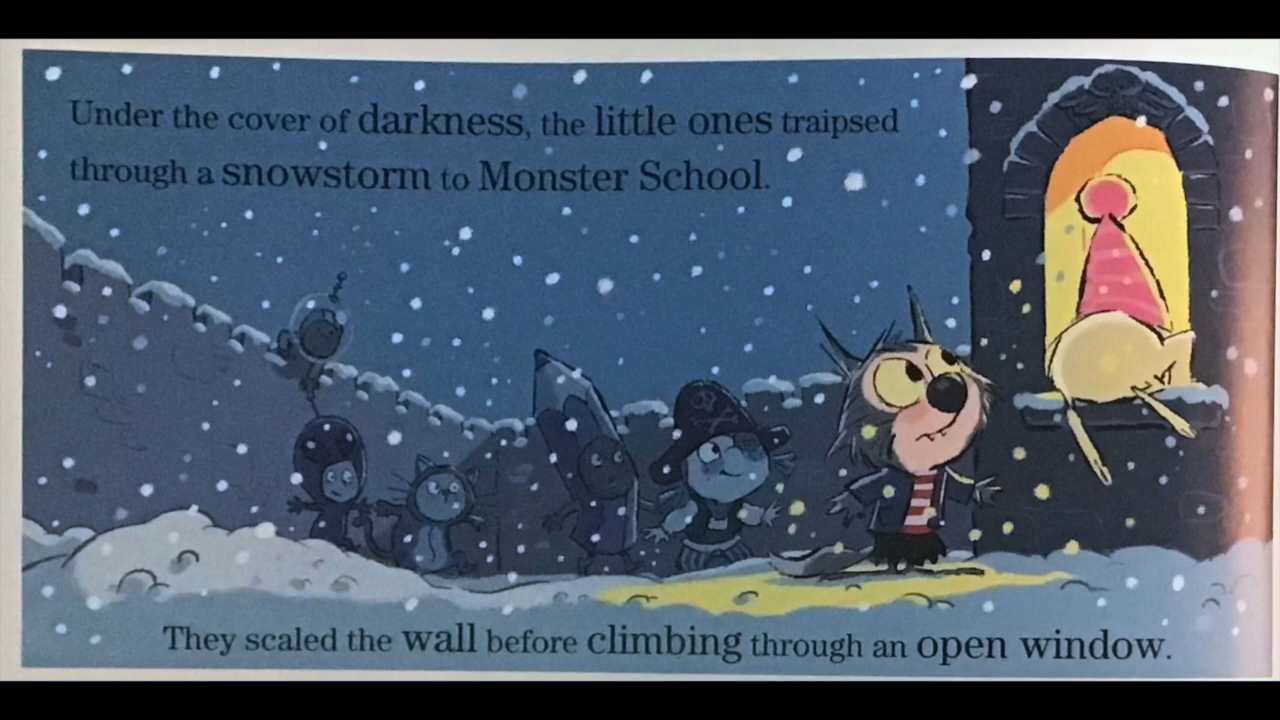 Under the cover of darkness, the little ones traipsed
through a snowstorm to Monster School.
They scaled the wall before climbing through an open window.